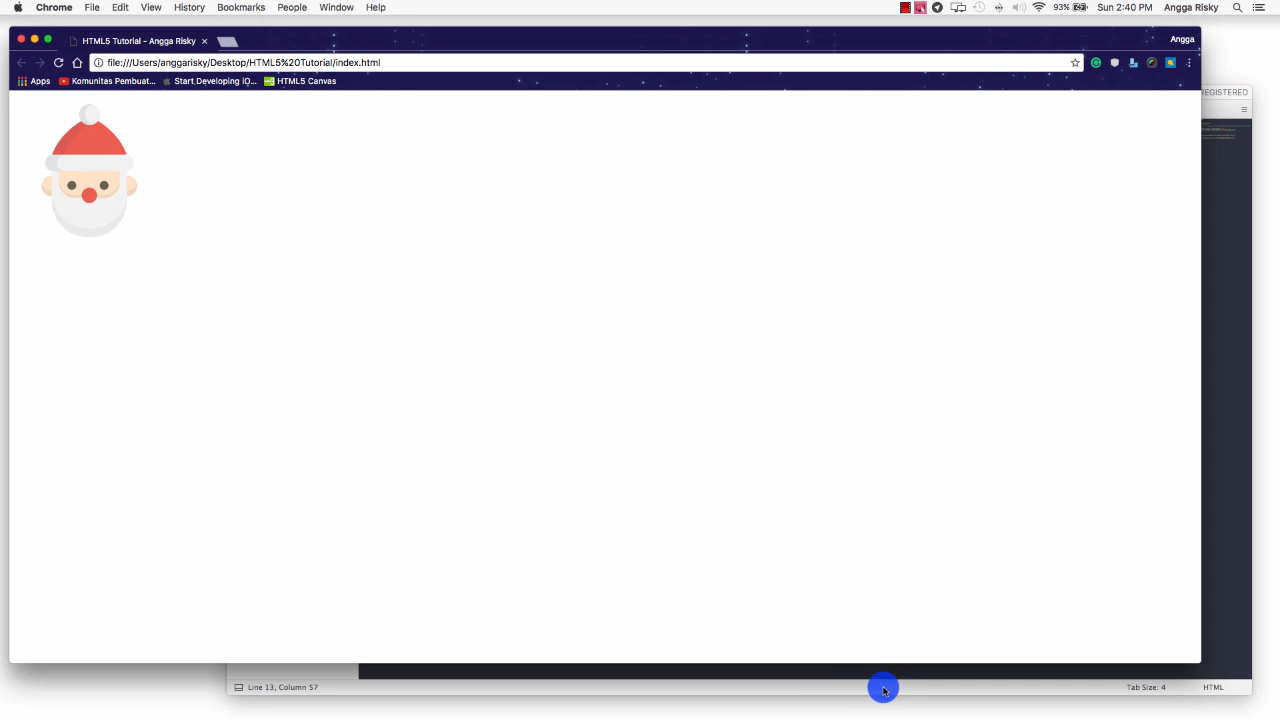 Chrome File Edit View History Bookmarks People Window Help 93% Sun 2:40 PM Angga Risky
HTML5 Tutorial - Angga Risky Angga
file:///Users/anggarisky/Desktop/HTML5%20Tutorial/index.html
Apps Komunitas Pembuat... Start Developing iO... HTML5 Canvas
REGISTERED
Line 13, Column 57 Tab Size: 4 HTML